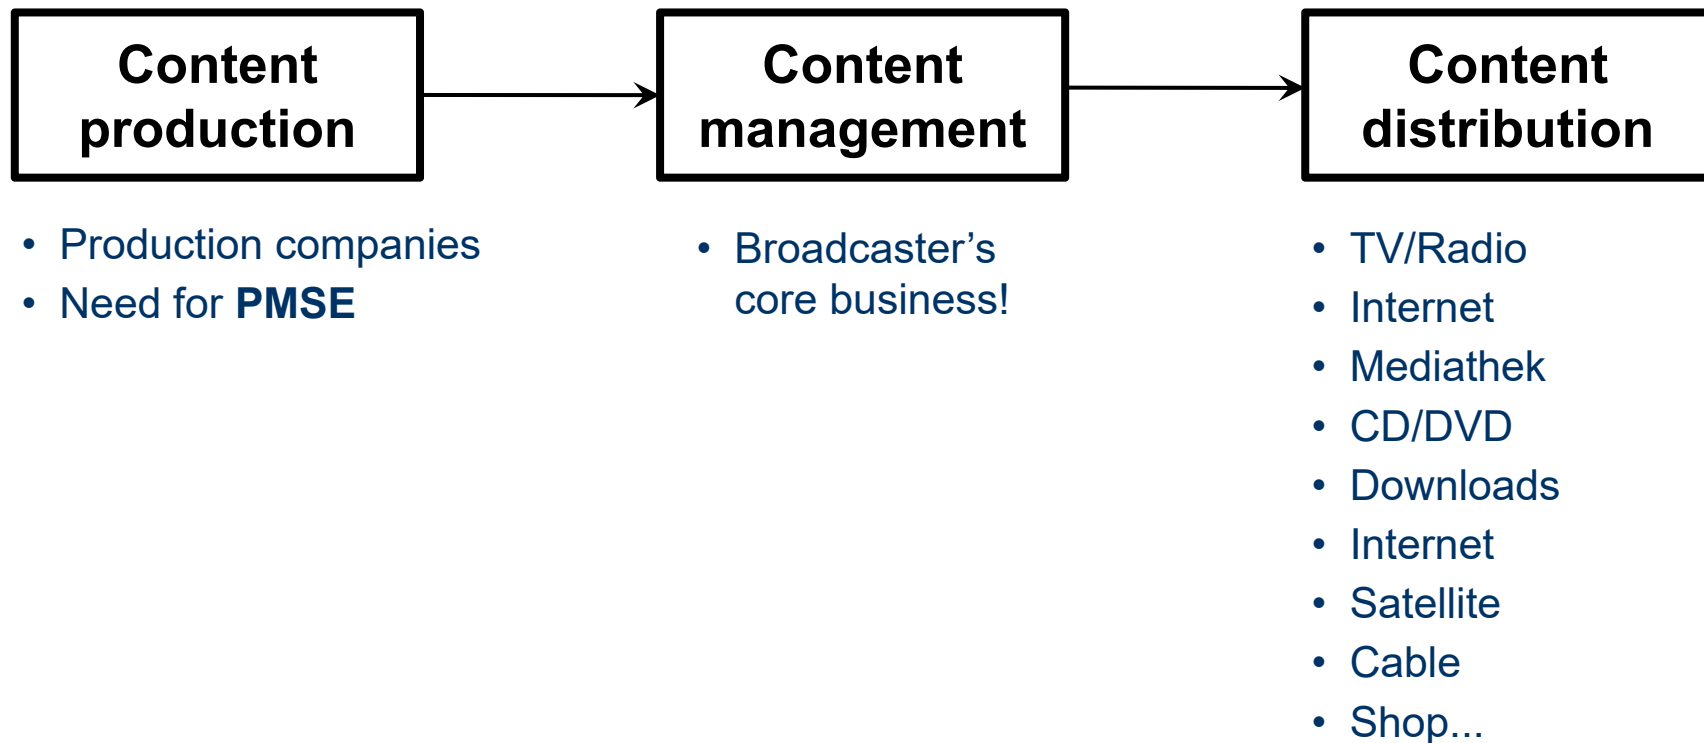 Content
production
Content
management
Content
distribution
• Production companies
• Need for PMSE
• Broadcaster’s
core business!
• TV/Radio
• Internet
• Mediathek
• CD/DVD
• Downloads
• Internet
• Satellite
• Cable
• Shop...